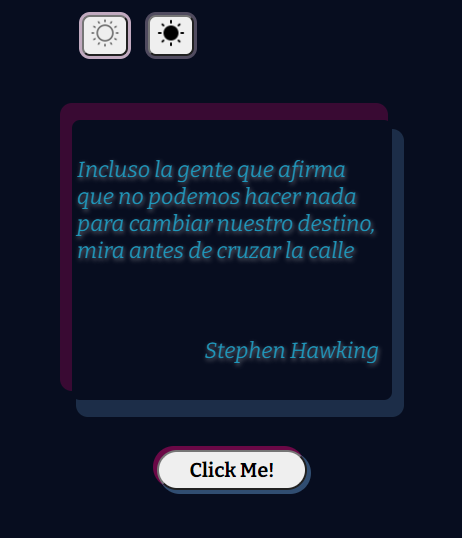 Incluso la gente que afirma
que no podemos hacer nada
para cambiar nuestro destino,
mira antes de cruzar la calle
Stephen Hawking
Click Me!